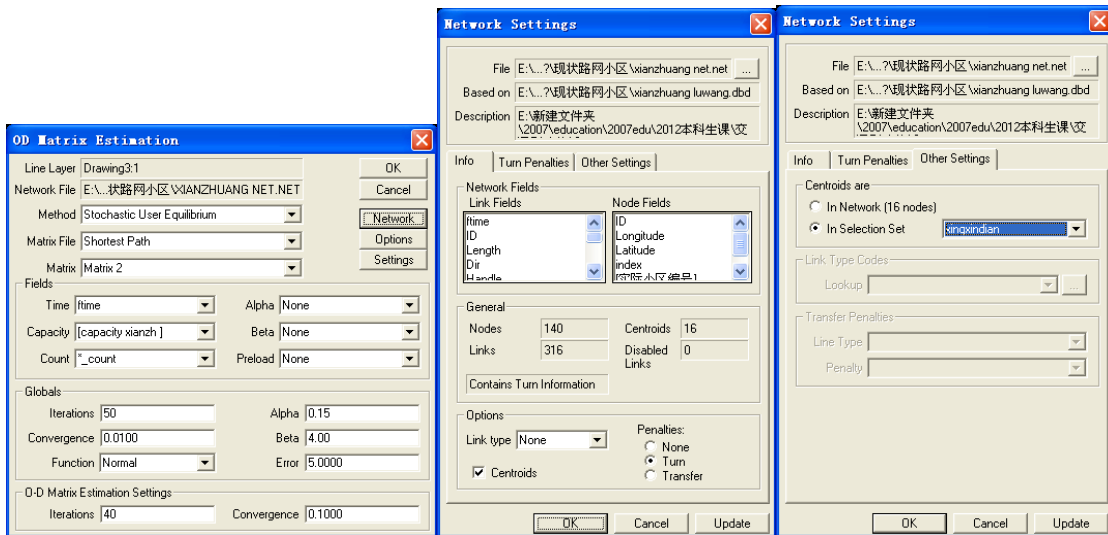 OD Matrix Estimation
Line Layer Drawing3:1 OK
Network File E:\...状路网小区\XIANZHUANG NET.NET Cancel
Method Stochastic User Equilibrium Network
Matrix File Shortest Path Options
Matrix Matrix 2 Settings
Fields
Time ftime Alpha None
Capacity [capacity xianzh ] Beta None
Count *_count Preload None
Globals
Iterations 50 Alpha 0.15
Convergence 0.0100 Beta 4.00
Function Normal Error 5.0000
O-D Matrix Estimation Settings
Iterations 40 Convergence 0.1000
Network Settings
File E:\...?\现状路网小区\xianzhuang net.net ...
Based on E:\...?\现状路网小区\xianzhuang luwang.dbd
Description E:\新建文件夹
\2007\education\2007edu\2012本科生课\交
Info Turn Penalties Other Settings
Network Fields
Link Fields Node Fields
ftime ID
ID Longitude
Length Latitude
Dir index
Handle [实际小区编号]
General
Nodes 140 Centroids 16
Links 316 Disabled Links 0
Contains Turn Information
Options
Link type None Penalties:
None
Turn
Centroids Transfer
OK Cancel Update
Network Settings
File E:\...?\现状路网小区\xianzhuang net.net ...
Based on E:\...?\现状路网小区\xianzhuang luwang.dbd
Description E:\新建文件夹
\2007\education\2007edu\2012本科生课\交
Info Turn Penalties Other Settings
Centroids are
In Network (16 nodes)
In Selection Set xingxindian
Link Type Codes
Lookup ...
Transfer Penalties
Line Type
Penalty
OK Cancel Update